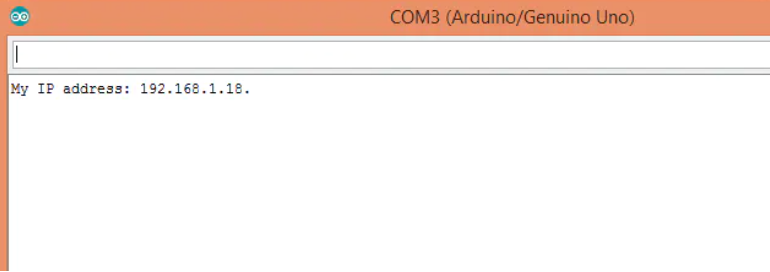 COM3 (Arduino/Genuino Uno)
My IP address: 192.168.1.18.